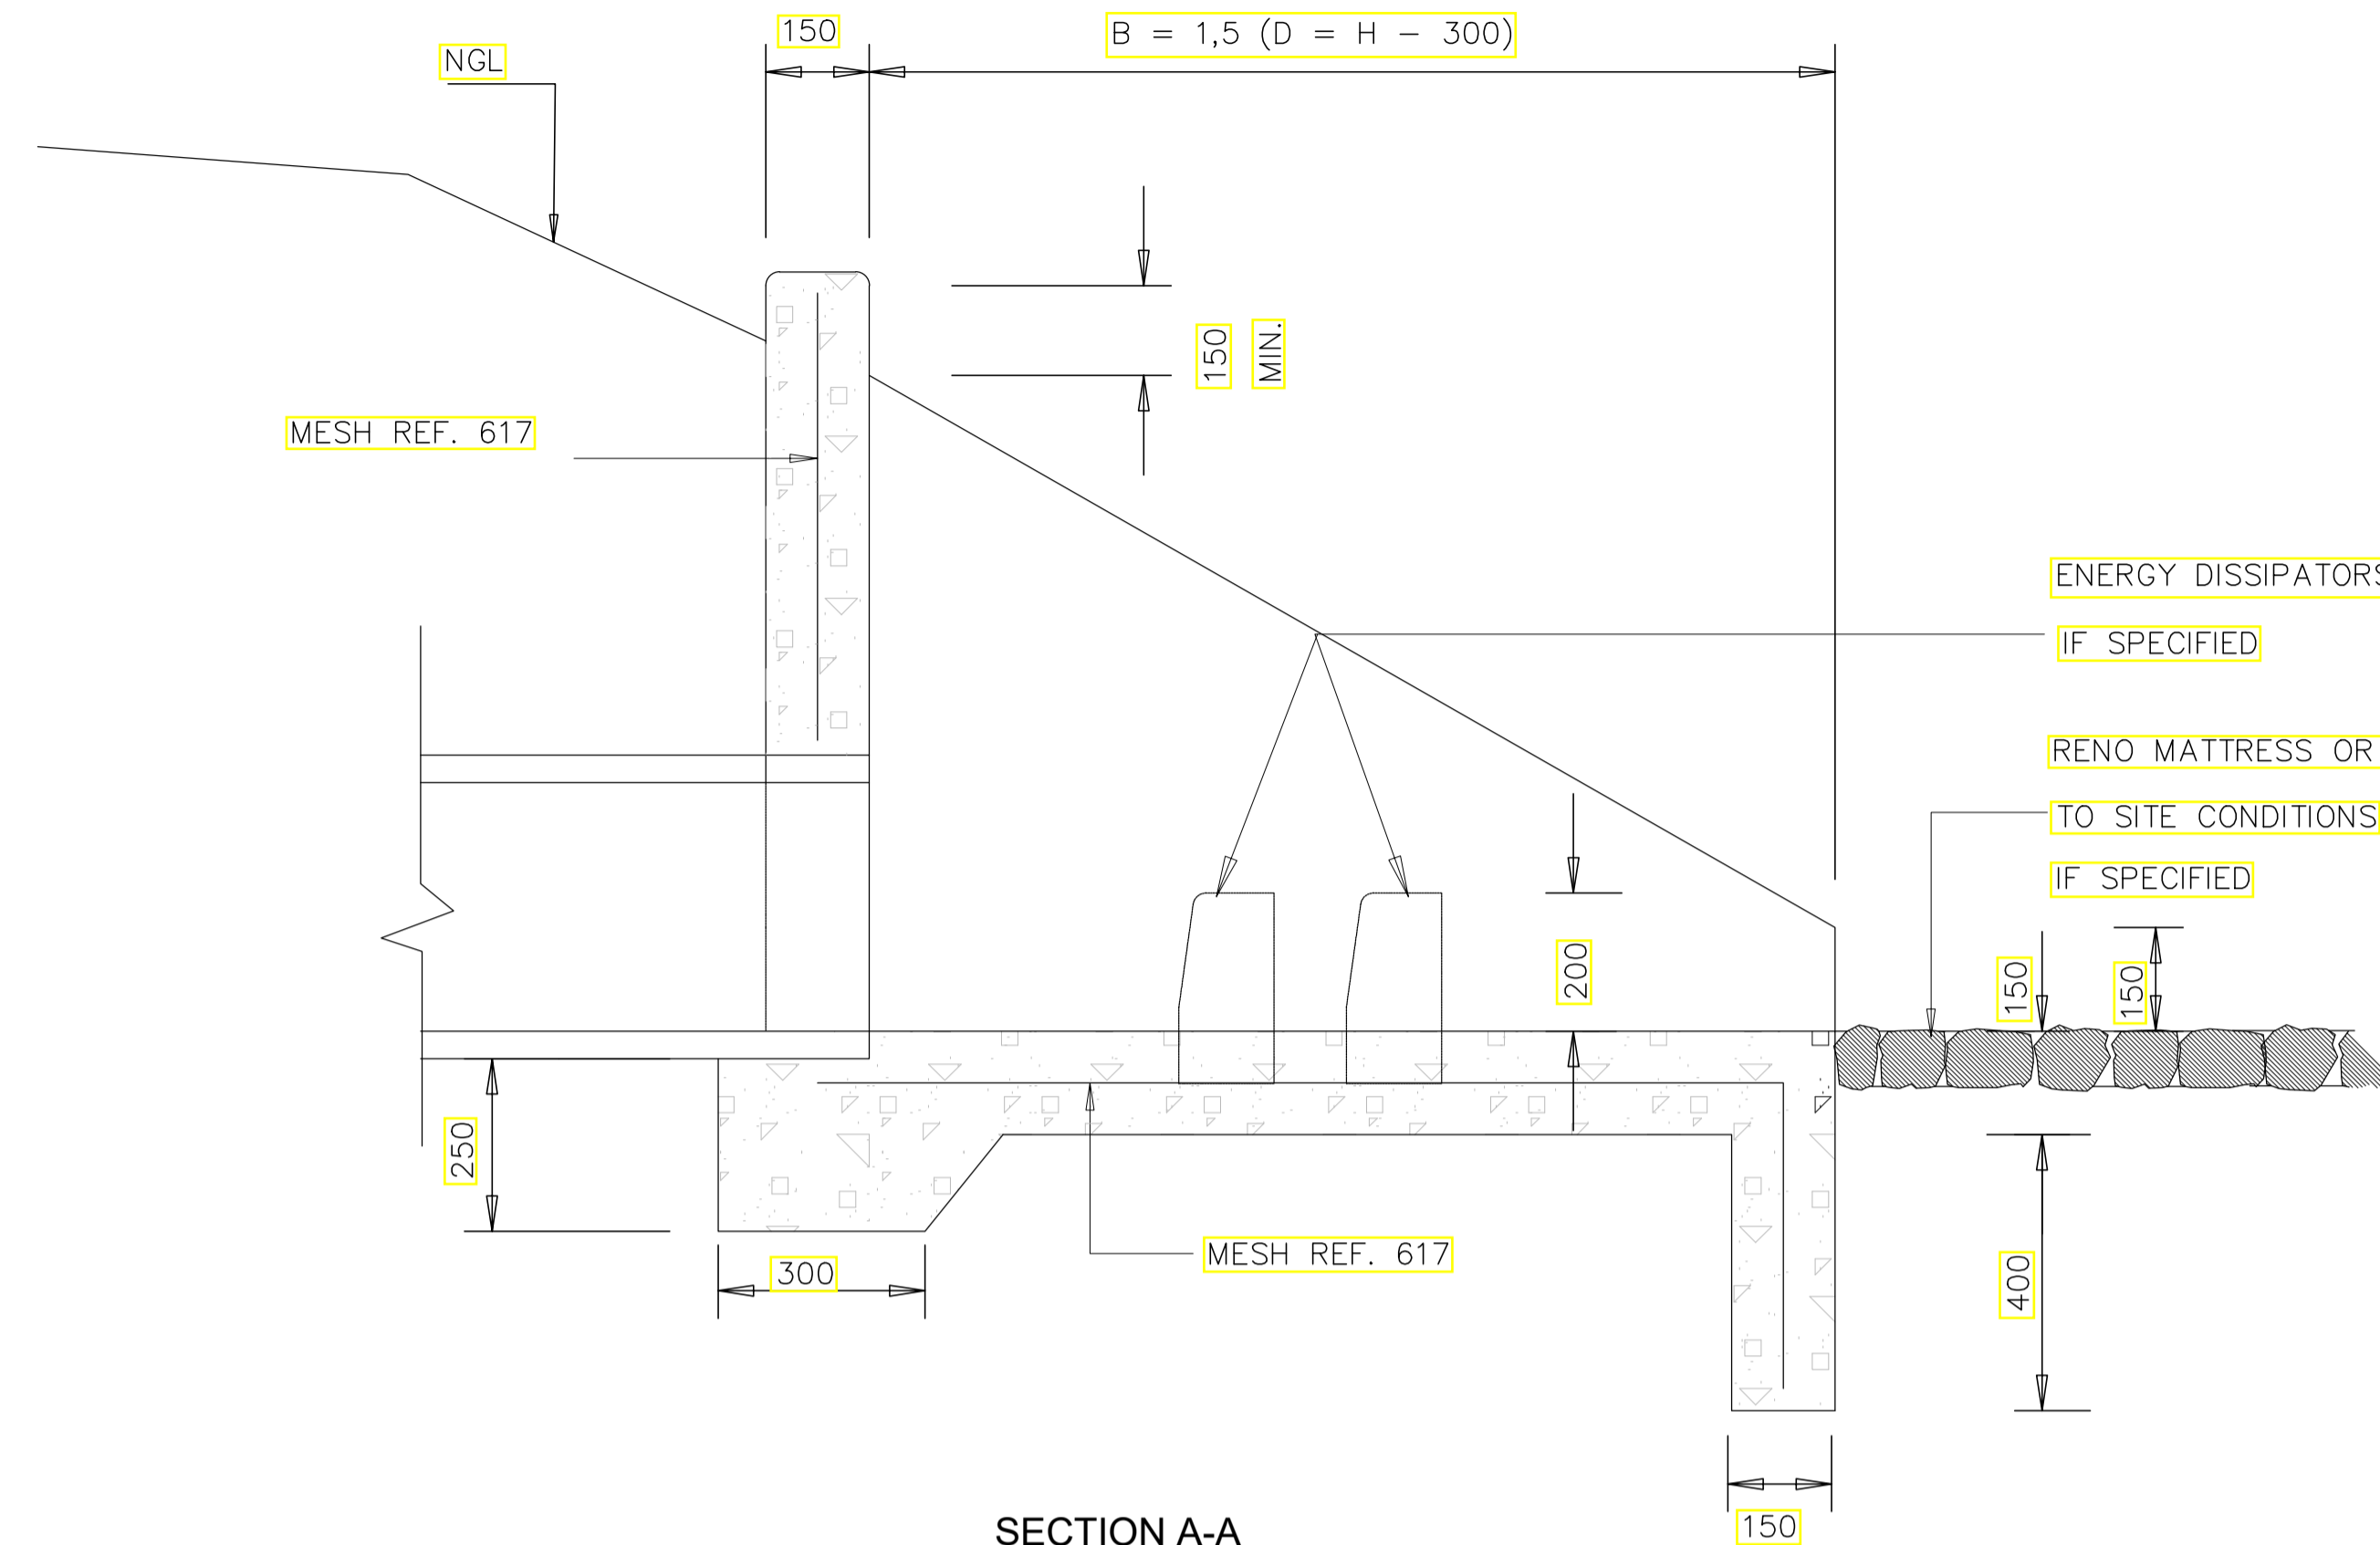 150
B = 1,5 (D = H - 300)
NGL
150
MIN.
MESH REF. 617
ENERGY DISSIPATORS
IF SPECIFIED
RENO MATTRESS OR
TO SITE CONDITIONS
IF SPECIFIED
200
150
150
250
MESH REF. 617
300
400
150
SECTION A-A